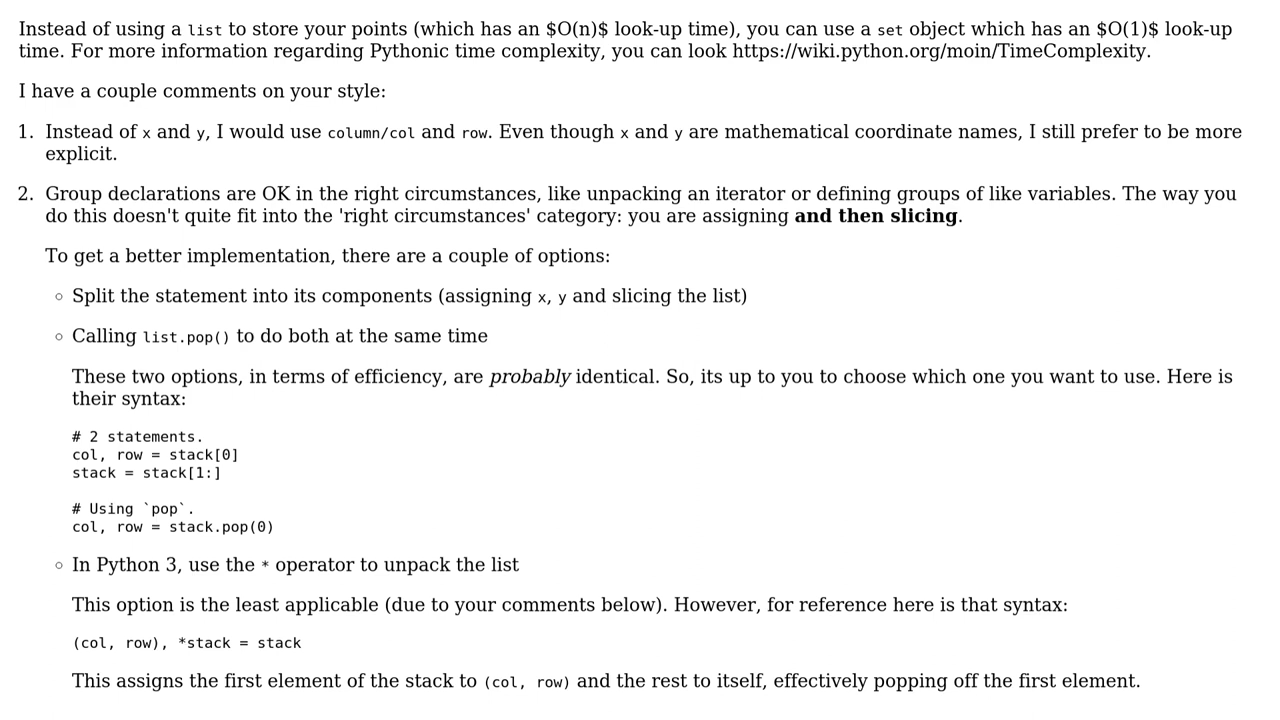 Instead of using a list to store your points (which has an $O(n)$ look-up time), you can use a set object which has an $O(1)$ look-up
time. For more information regarding Pythonic time complexity, you can look https://wiki.python.org/moin/TimeComplexity.
I have a couple comments on your style:
1. Instead of x and y, I would use column/col and row. Even though x and y are mathematical coordinate names, I still prefer to be more
explicit.
2. Group declarations are OK in the right circumstances, like unpacking an iterator or defining groups of like variables. The way you
do this doesn't quite fit into the 'right circumstances' category: you are assigning and then slicing.
To get a better implementation, there are a couple of options:
◦ Split the statement into its components (assigning x, y and slicing the list)
◦ Calling list.pop() to do both at the same time
These two options, in terms of efficiency, are probably identical. So, its up to you to choose which one you want to use. Here is
their syntax:
# 2 statements.
col, row = stack[0]
stack = stack[1:]
# Using `pop`.
col, row = stack.pop(0)
◦ In Python 3, use the * operator to unpack the list
This option is the least applicable (due to your comments below). However, for reference here is that syntax:
(col, row), *stack = stack
This assigns the first element of the stack to (col, row) and the rest to itself, effectively popping off the first element.